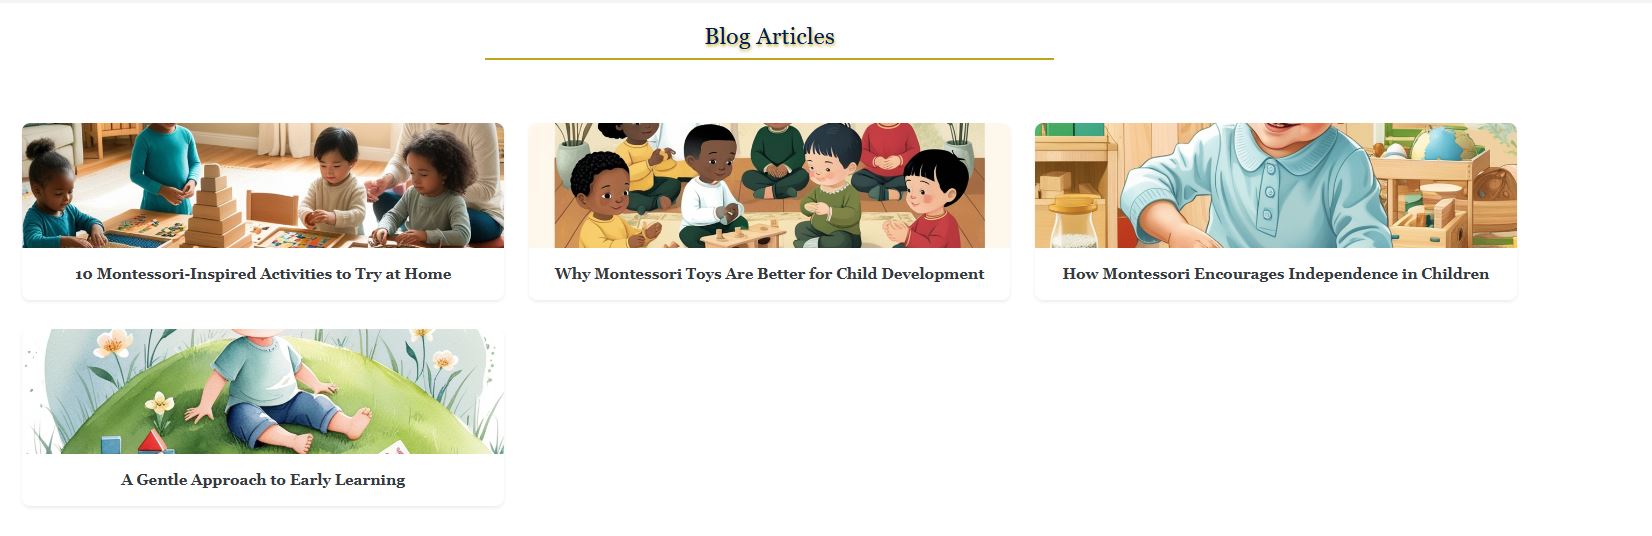 Blog Articles
10 Montessori-Inspired Activities to Try at Home
Why Montessori Toys Are Better for Child Development
How Montessori Encourages Independence in Children
A Gentle Approach to Early Learning